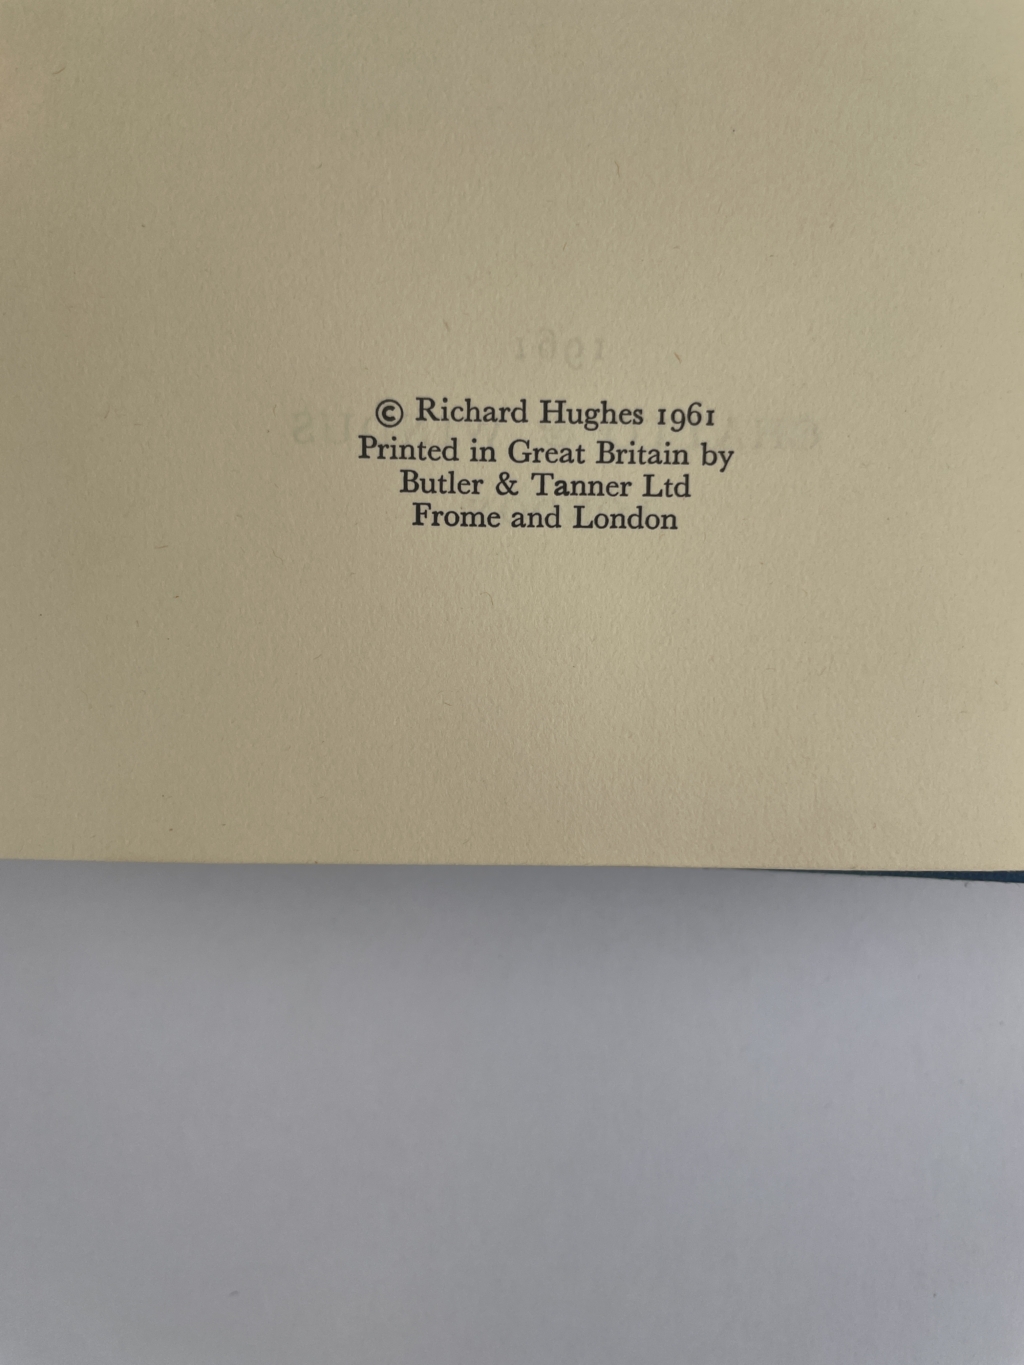 © Richard Hughes 1961
Printed in Great Britain by
Butler & Tanner Ltd
Frome and London